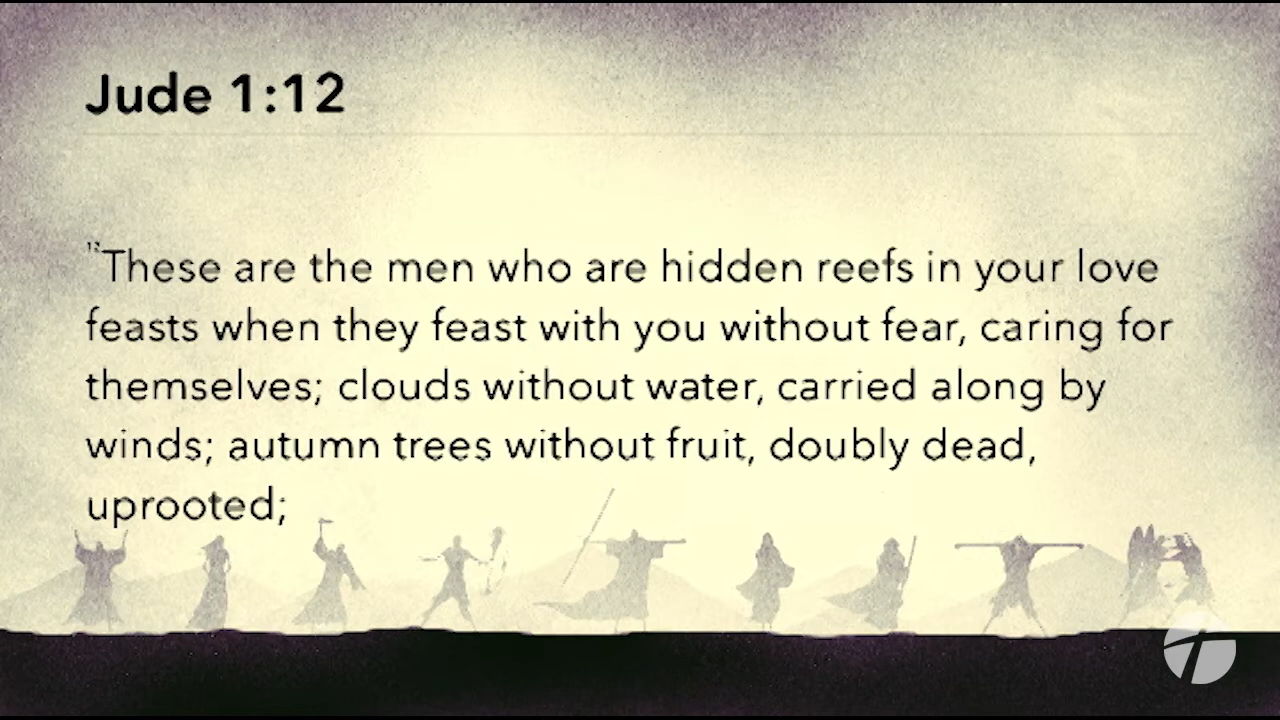 Jude 1:12
12These are the men who are hidden reefs in your love
feasts when they feast with you without fear, caring for
themselves; clouds without water, carried along by
winds; autumn trees without fruit, doubly dead,
uprooted;